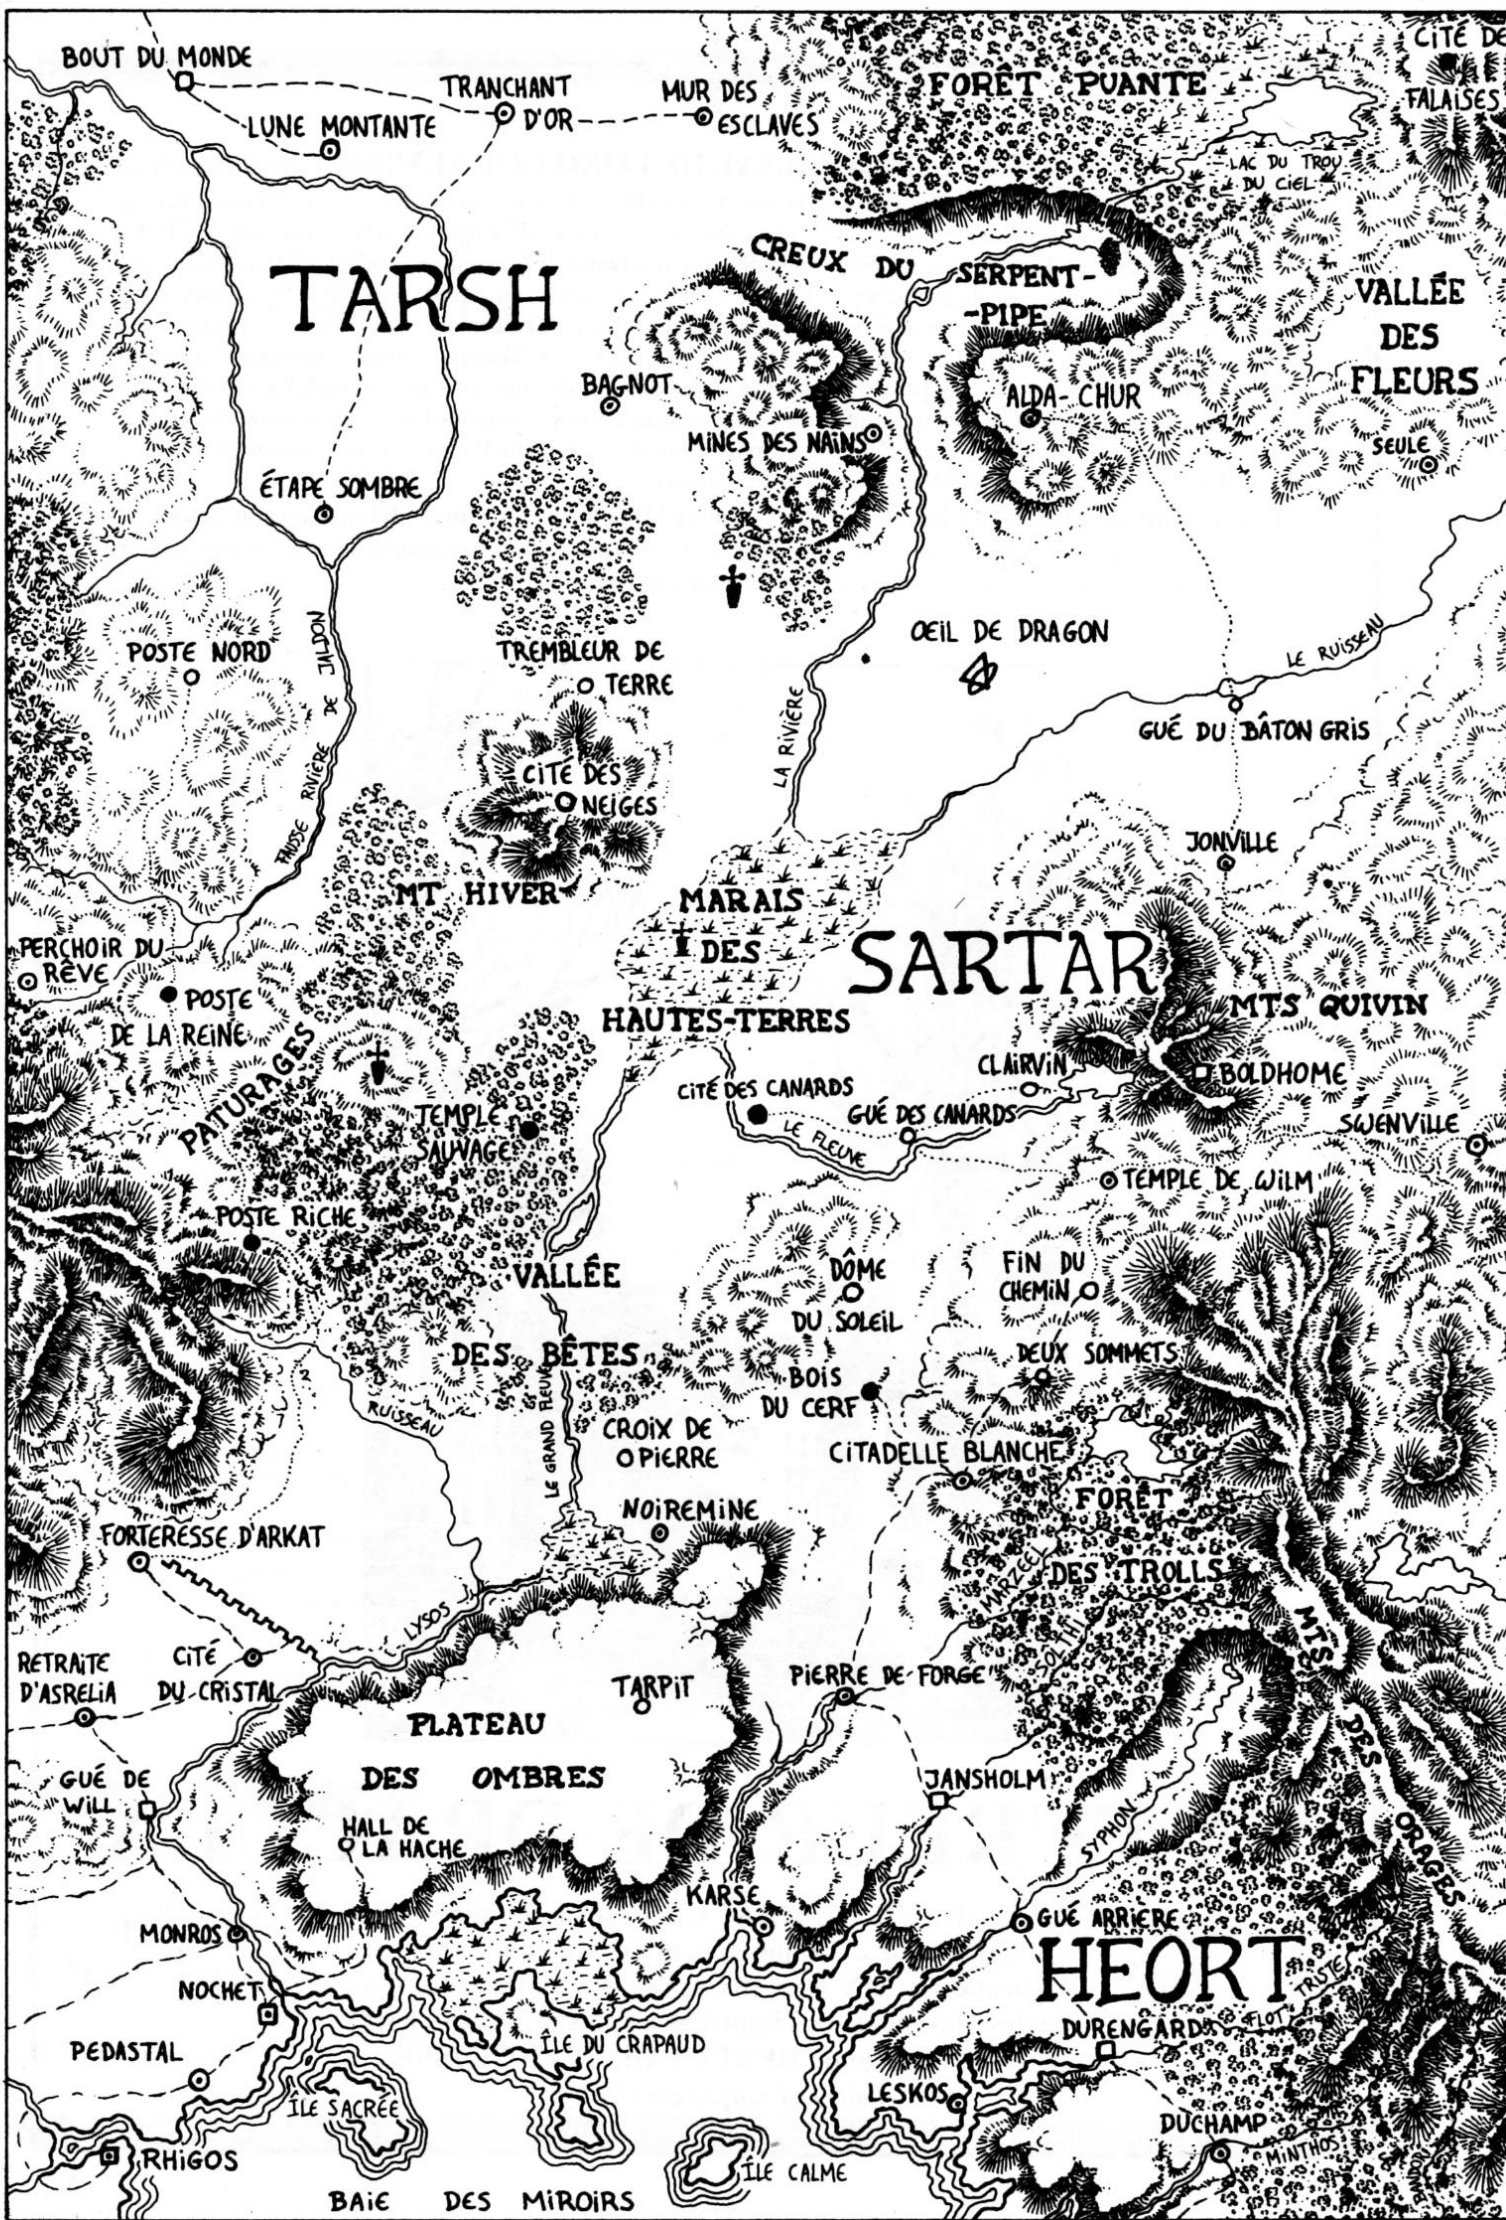 BOUT DU MONDE
TRANCHANT
D'OR
MUR DES
ESCLAVES
LUNE MONTANTE
FORÊT PUANTE
CITÉ DE
FALAISES
LAC DU TROU
DU CIEL
TARSH
CREUX DU
SERPENT-
-PIPE
VALLÉE
DES
FLEURS
BAGNOT
ALDA-CHUR
MINES DES NAINS
SEULE
ÉTAPE SOMBRE
POSTE NORD
FAUSSE RIVIÈRE DE JALDON
TREMBLEUR DE
TERRE
OEIL DE DRAGON
LE RUISSEAU
LA RIVIÈRE
GUÉ DU BÂTON GRIS
CITÉ DES
NEIGES
MT HIVER
JONVILLE
MARAIS
DES
HAUTES-TERRES
SARTAR
PERCHOIR DU
RÊVE
POSTE
DE LA REINE
PATURAGES
MTS QUIVIN
CLAIRVIN
BOLDHOME
CITÉ DES CANARDS
GUÉ DES CANARDS
LE FLEUVE
SWENVILLE
TEMPLE
SAUVAGE
TEMPLE DE WILM
POSTE RICHE
VALLÉE
DES BÊTES
DÔME
DU SOLEIL
FIN DU
CHEMIN
DEUX SOMMETS
BOIS
DU CERF
RUISSEAU
LE GRAND FLEUVE
CROIX DE
PIERRE
CITADELLE BLANCHE
NOIREMINE
FORÊT
DES TROLLS
MARZEEL
SOLTHI
FORTERESSE D'ARKAT
LYSOS
RETRAITE
D'ASRELIA
CITÉ
DU CRISTAL
TARPIT
PIERRE DE FORGE
MTS DES ORAGES
PLATEAU
DES OMBRES
GUÉ DE
WILL
JANSHOLM
HALL DE
LA HACHE
SYPHON
KARSE
GUÉ ARRIÈRE
MONROS
HEORT
NOCHET
FLOT TRISTE
DURENGARD
PEDASTAL
ÎLE DU CRAPAUD
ÎLE SACRÉE
LESKOS
DUCHAMP
MINTHOS
RHIGOS
ÎLE CALME
BAIE DES MIROIRS